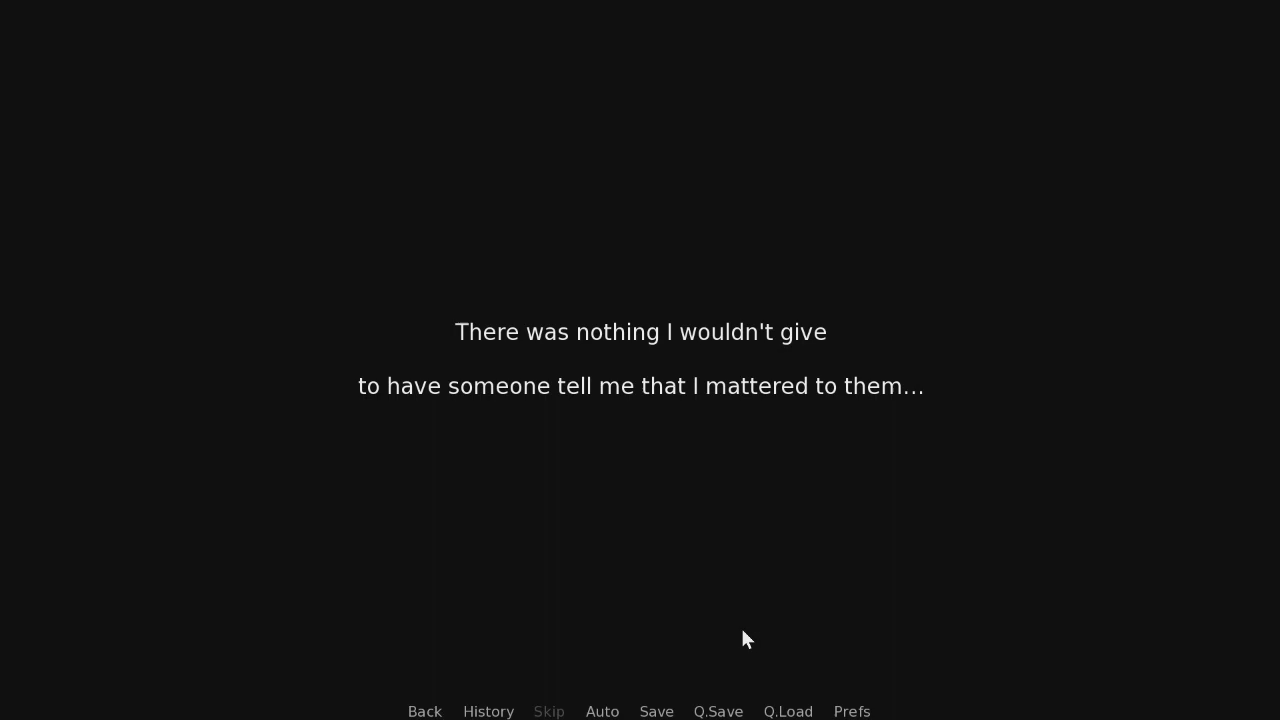 There was nothing I wouldn't give
to have someone tell me that I mattered to them...
Back History Skip Auto Save Q.Save Q.Load Prefs